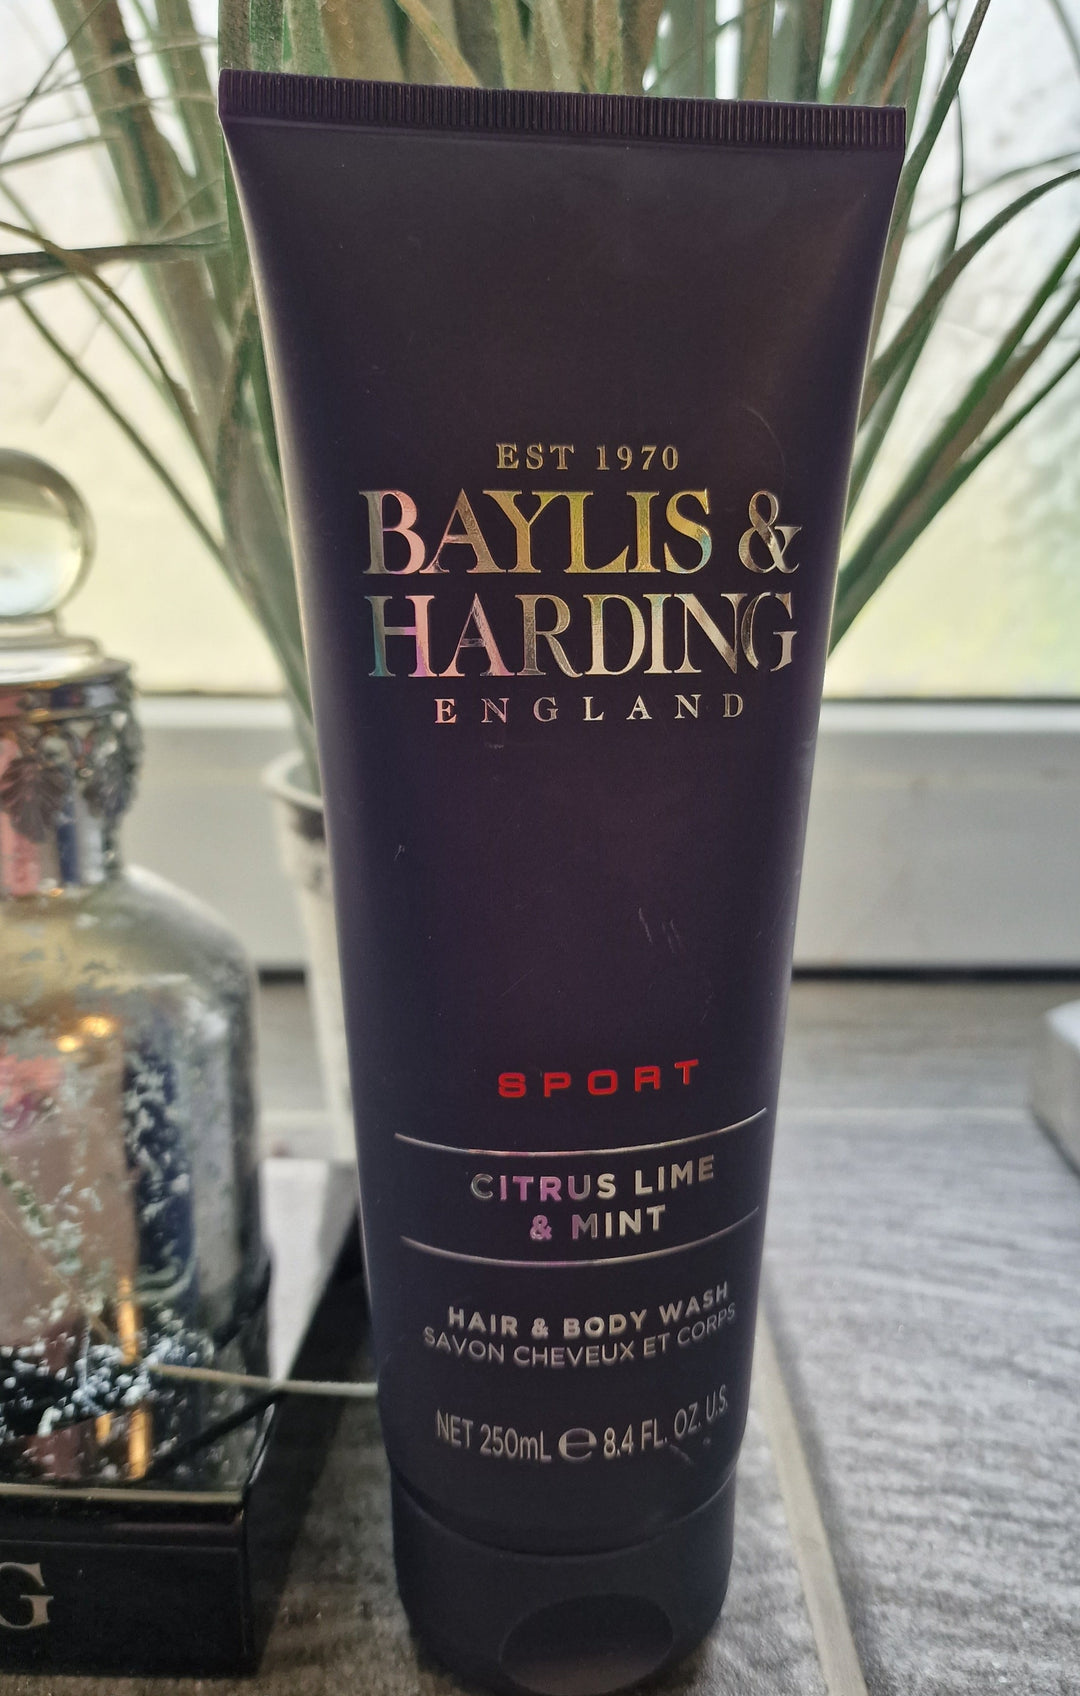 EST 1970
BAYLIS &
HARDING
ENGLAND
SPORT
CITRUS LIME
& MINT
HAIR & BODY WASH
SAVON CHEVEUX ET CORPS
NET 250mL ℮ 8.4 FL. OZ. U.S.
G